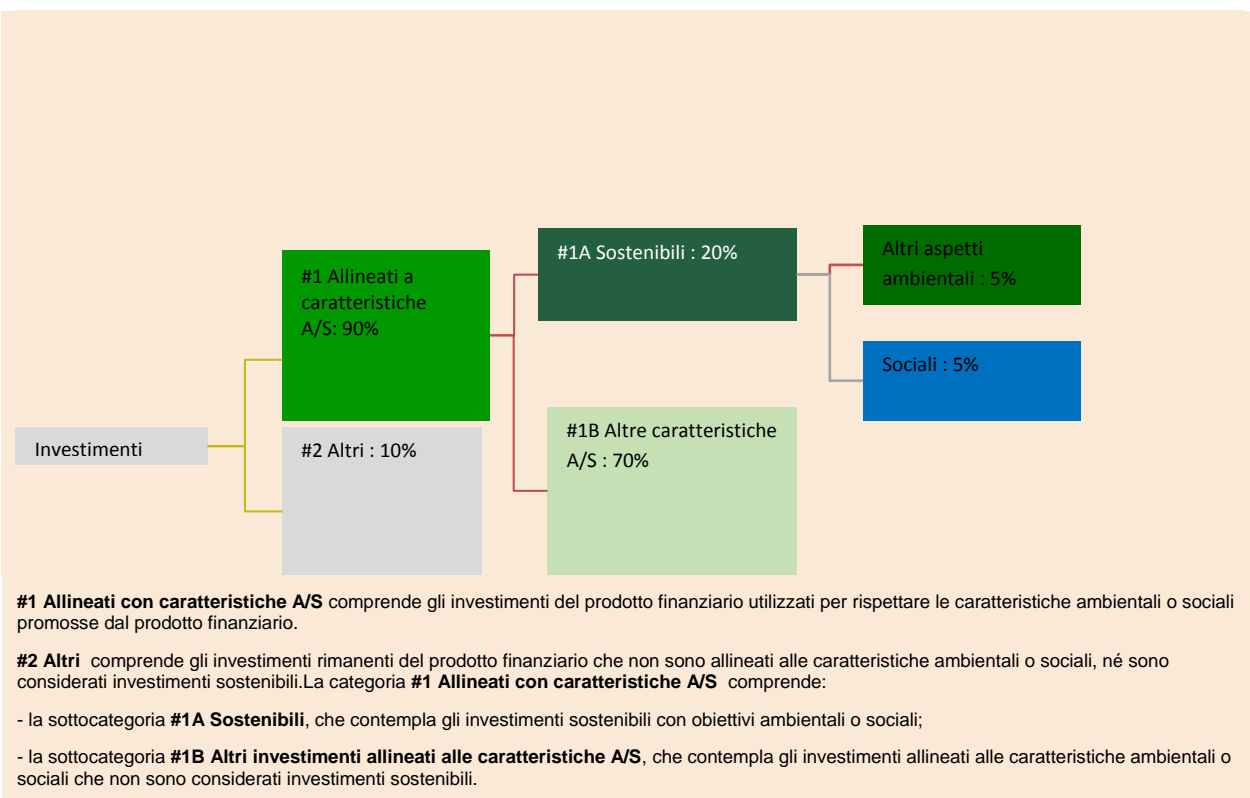 #1A Sostenibili : 20%
Altri aspetti
ambientali : 5%
#1 Allineati a
caratteristiche
A/S: 90%
Sociali : 5%
#1B Altre caratteristiche
A/S : 70%
Investimenti
#2 Altri : 10%
#1 Allineati con caratteristiche A/S comprende gli investimenti del prodotto finanziario utilizzati per rispettare le caratteristiche ambientali o sociali
promosse dal prodotto finanziario.
#2 Altri comprende gli investimenti rimanenti del prodotto finanziario che non sono allineati alle caratteristiche ambientali o sociali, né sono
considerati investimenti sostenibili.La categoria #1 Allineati con caratteristiche A/S comprende:
- la sottocategoria #1A Sostenibili, che contempla gli investimenti sostenibili con obiettivi ambientali o sociali;
- la sottocategoria #1B Altri investimenti allineati alle caratteristiche A/S, che contempla gli investimenti allineati alle caratteristiche ambientali o
sociali che non sono considerati investimenti sostenibili.